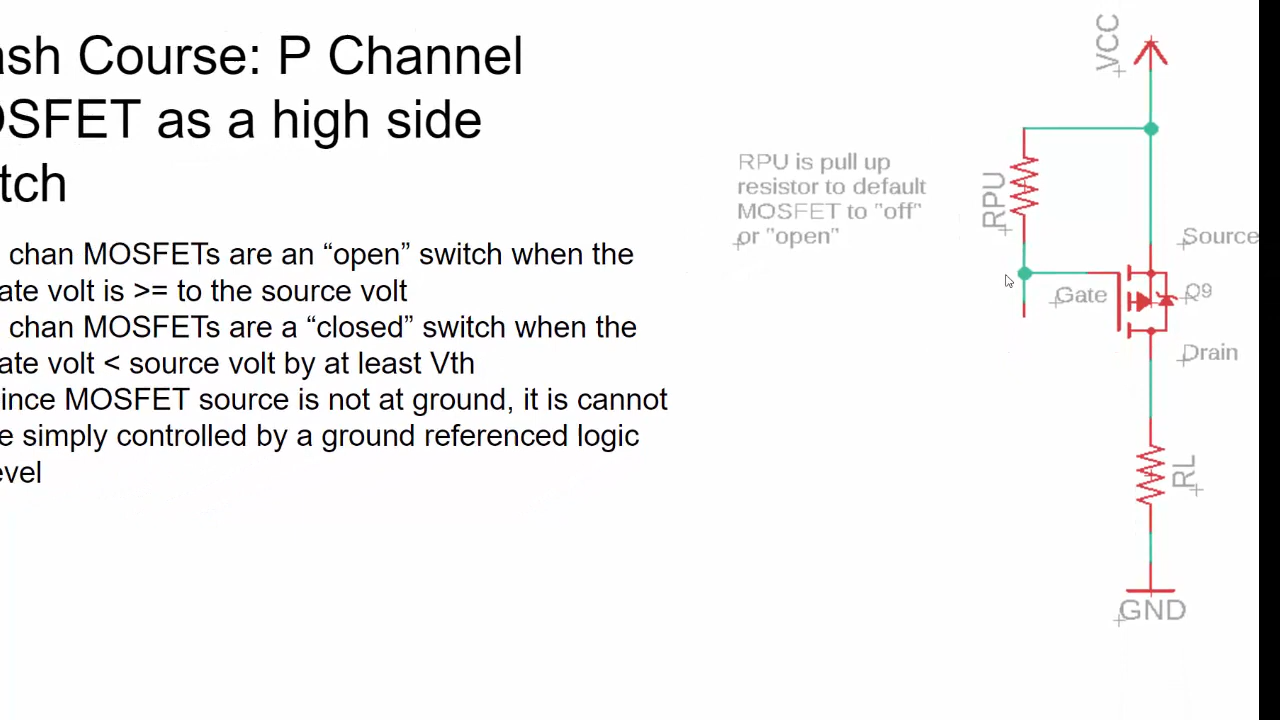 ash Course: P Channel
OSFET as a high side
itch
chan MOSFETs are an “open” switch when the
ate volt is >= to the source volt
chan MOSFETs are a “closed” switch when the
ate volt < source volt by at least Vth
ince MOSFET source is not at ground, it is cannot
e simply controlled by a ground referenced logic
evel
VCC
RPU is pull up
resistor to default
MOSFET to "off"
or "open"
RPU
Source
Gate
Q9
Drain
RL
GND